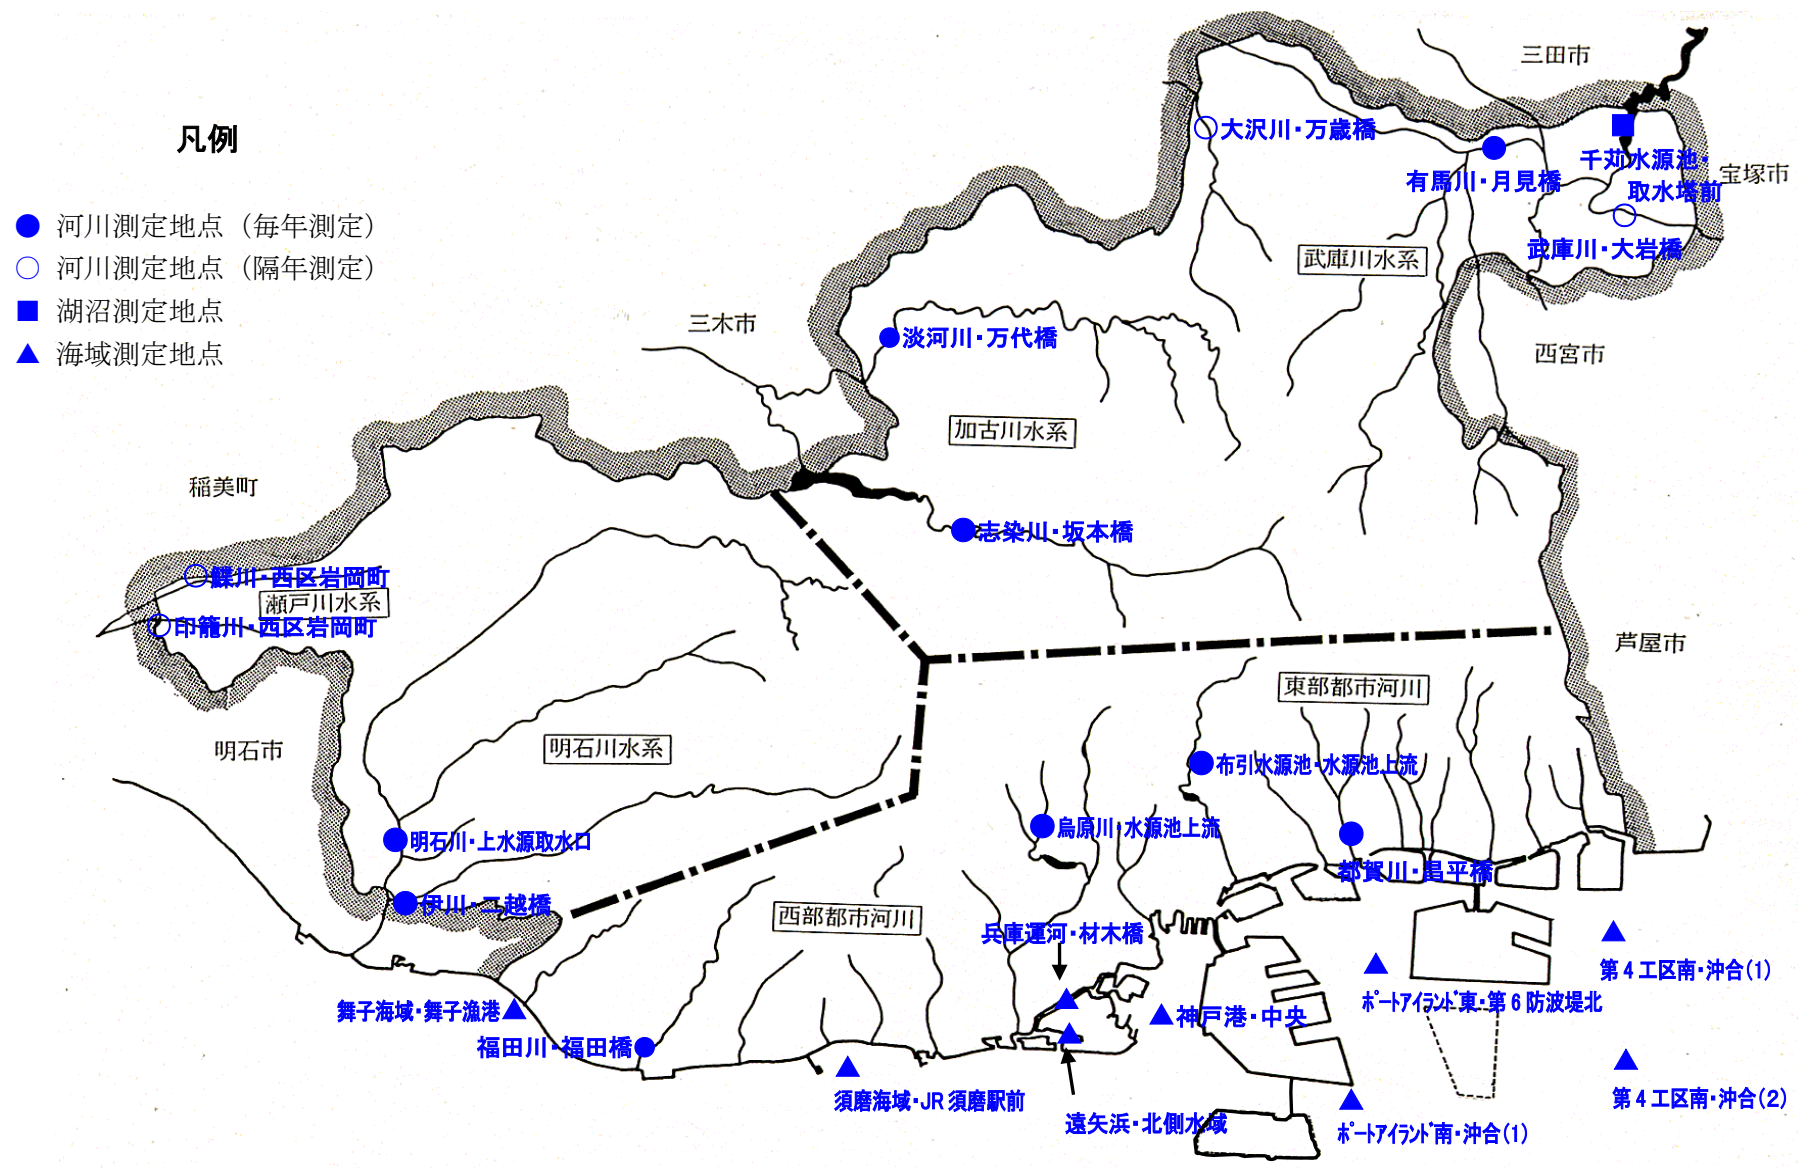 凡例
● 河川測定地点（毎年測定）
○ 河川測定地点（隔年測定）
■ 湖沼測定地点
▲ 海域測定地点
三田市
大沢川・万歳橋
有馬川・月見橋
千苅水源池・
取水塔前
宝塚市
武庫川・大岩橋
武庫川水系
三木市
淡河川・万代橋
西宮市
加古川水系
稲美町
志染川・坂本橋
鰈川・西区岩岡町
瀬戸川水系
印籠川・西区岩岡町
芦屋市
東部都市河川
明石市
明石川水系
布引水源池・水源池上流
烏原川・水源池上流
明石川・上水源取水口
都賀川・昌平橋
伊川・二越橋
西部都市河川
兵庫運河・材木橋
第4工区南・沖合(1)
ﾎﾟｰﾄｱｲﾗﾝﾄﾞ東・第6防波堤北
舞子海域・舞子漁港
神戸港・中央
福田川・福田橋
須磨海域・JR須磨駅前
第4工区南・沖合(2)
遠矢浜・北側水域
ﾎﾟｰﾄｱｲﾗﾝﾄﾞ南・沖合(1)